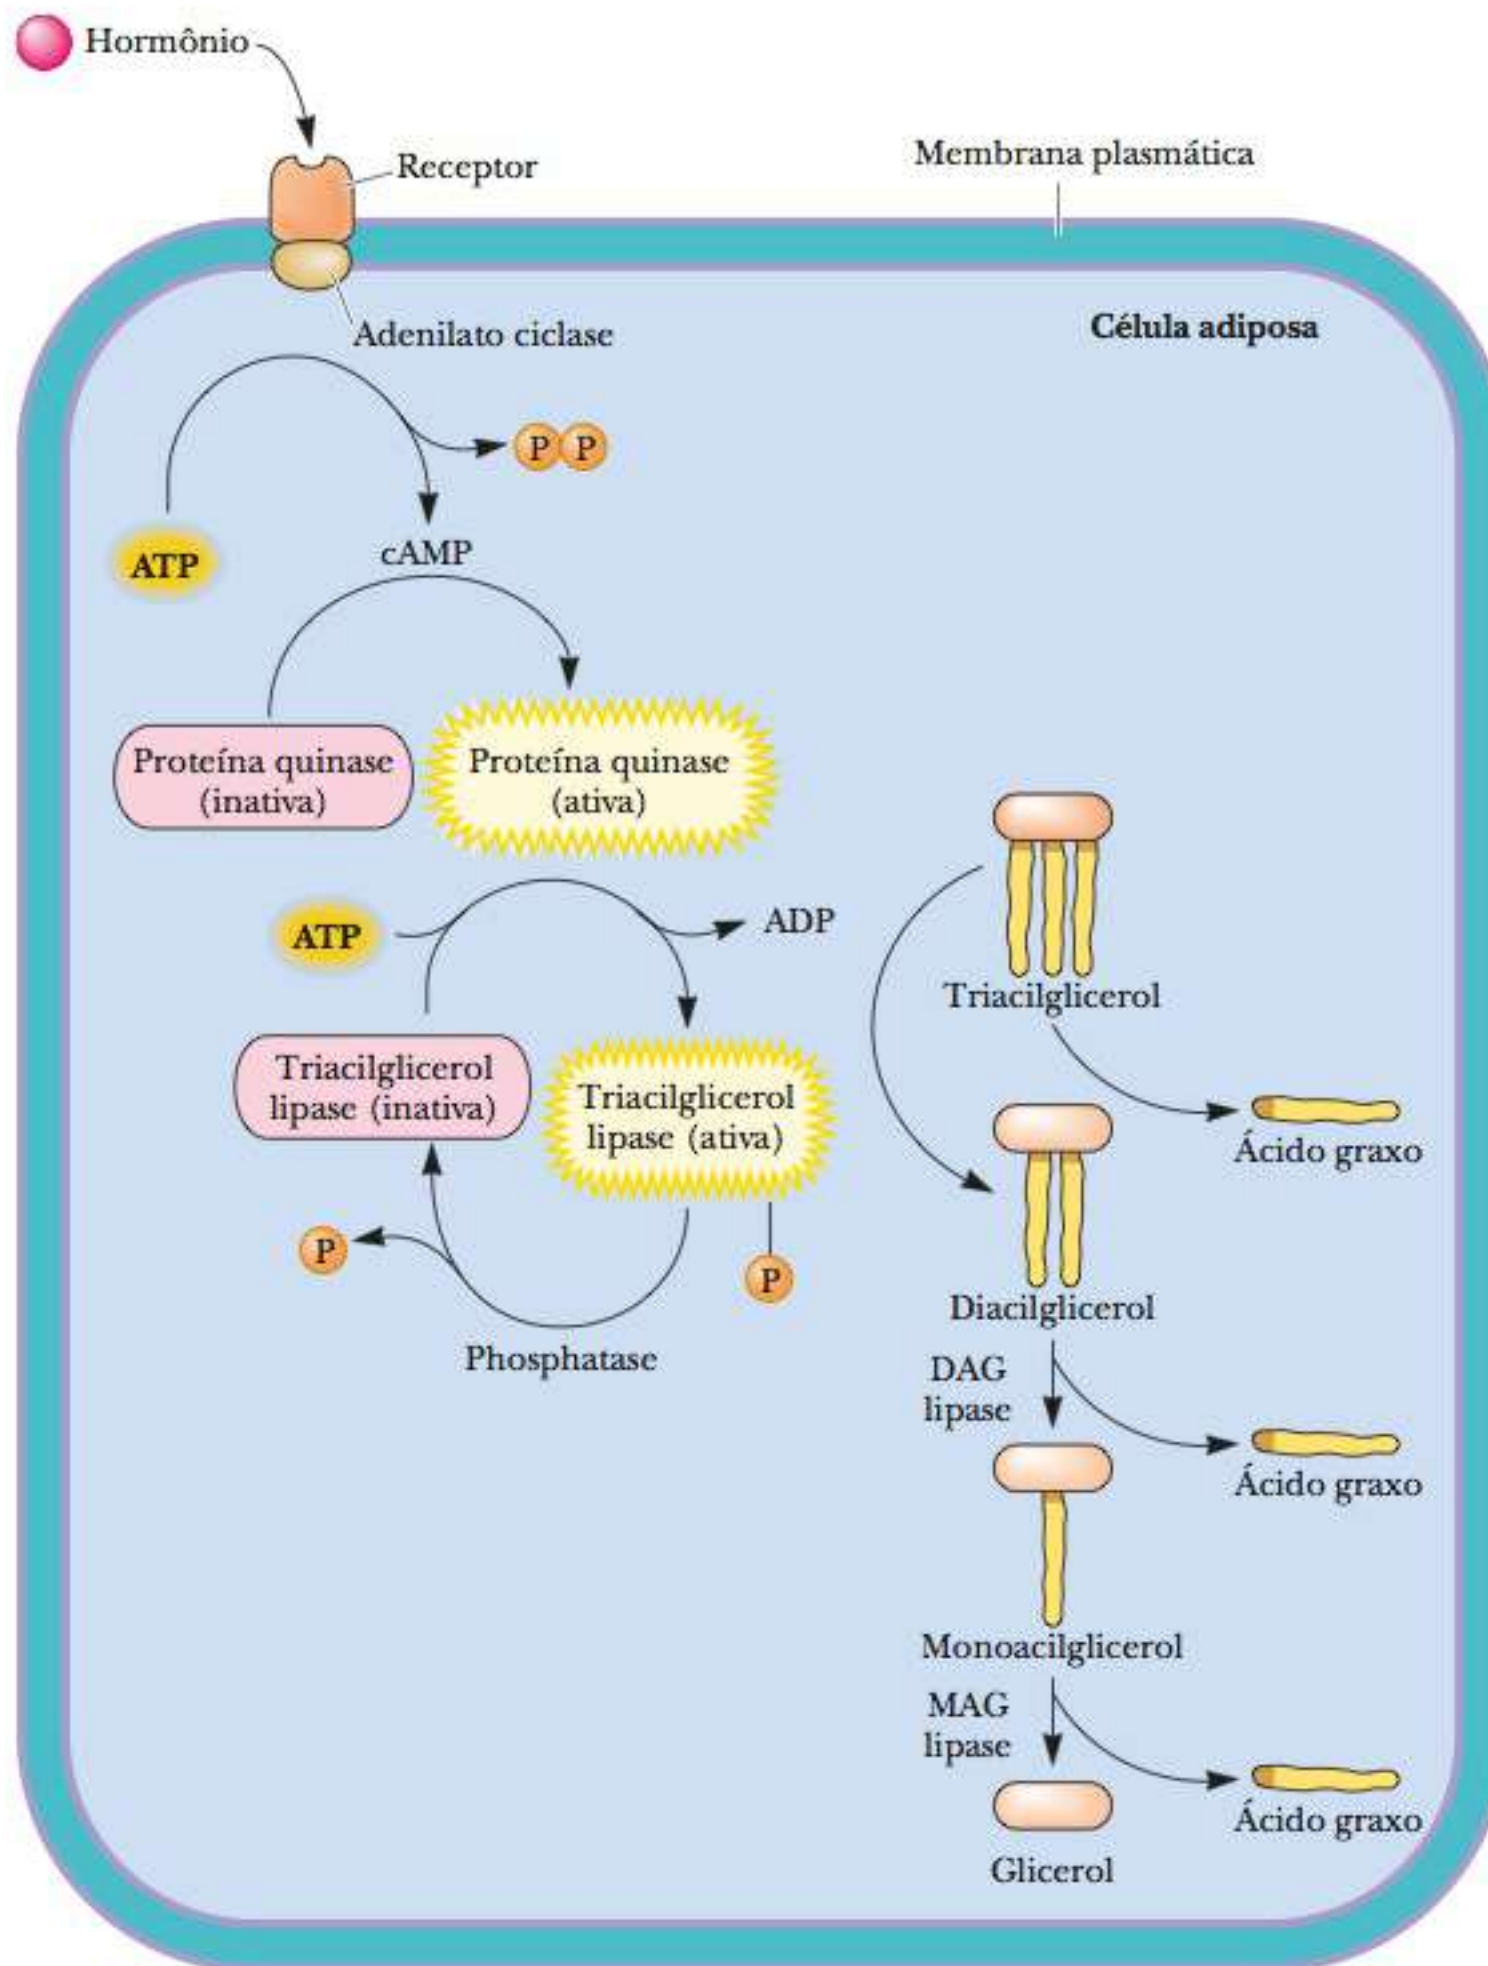 Hormônio
Receptor
Membrana plasmática
Adenilato ciclase
Célula adiposa
P P
ATP
cAMP
Proteína quinase
(inativa)
Proteína quinase
(ativa)
ATP
ADP
Triacilglicerol
lipase (inativa)
Triacilglicerol
lipase (ativa)
P
P
Phosphatase
Triacilglicerol
Ácido graxo
Diacilglicerol
DAG
lipase
Ácido graxo
Monoacilglicerol
MAG
lipase
Ácido graxo
Glicerol